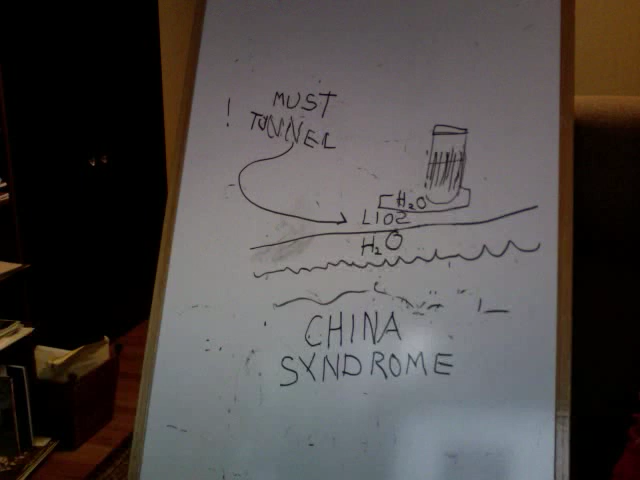 ! MUST
TUNNEL
H₂O
LIO2
H₂O
CHINA
SYNDROME